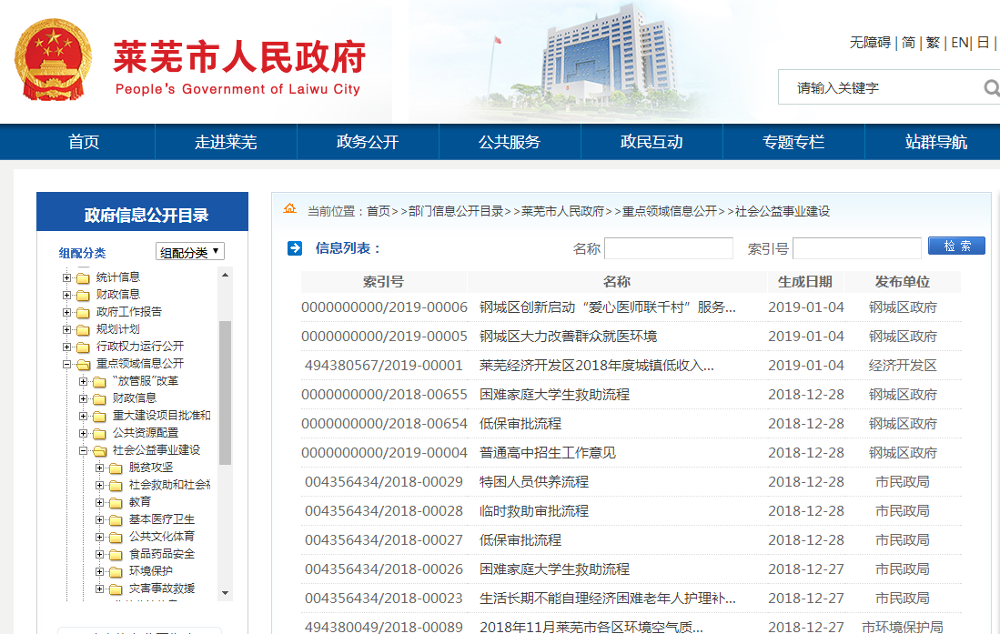 莱芜市人民政府
People's Government of Laiwu City
无障碍 | 简 | 繁 | EN| 日 |
请输入关键字
首页 走进莱芜 政务公开 公共服务 政民互动 专题专栏 站群导航
政府信息公开目录
组配分类 组配分类
统计信息
财政信息
政府工作报告
规划计划
行政权力运行公开
重点领域信息公开
“放管服”改革
财政信息
重大建设项目批准和
公共资源配置
社会公益事业建设
脱贫攻坚
社会救助和社会
教育
基本医疗卫生
公共文化体育
食品药品安全
环境保护
灾害事故救援
当前位置：首页>>部门信息公开目录>>莱芜市人民政府>>重点领域信息公开>>社会公益事业建设
信息列表： 名称 索引号 检 索
索引号 名称 生成日期 发布单位
0000000000/2019-00006 钢城区创新启动“爱心医师联千村”服务... 2019-01-04 钢城区政府
0000000000/2019-00005 钢城区大力改善群众就医环境 2019-01-04 钢城区政府
494380567/2019-00001 莱芜经济开发区2018年度城镇低收入... 2019-01-04 经济开发区
0000000000/2018-00655 困难家庭大学生救助流程 2018-12-28 钢城区政府
0000000000/2018-00654 低保审批流程 2018-12-28 钢城区政府
0000000000/2019-00004 普通高中招生工作意见 2018-12-28 钢城区政府
004356434/2018-00029 特困人员供养流程 2018-12-28 市民政局
004356434/2018-00028 临时救助审批流程 2018-12-28 市民政局
004356434/2018-00027 低保审批流程 2018-12-28 市民政局
004356434/2018-00026 困难家庭大学生救助流程 2018-12-27 市民政局
004356434/2018-00023 生活长期不能自理经济困难老年人护理补... 2018-12-27 市民政局
494380049/2018-00089 2018年11月莱芜市各区环境空气质... 2018-12-27 市环境保护局